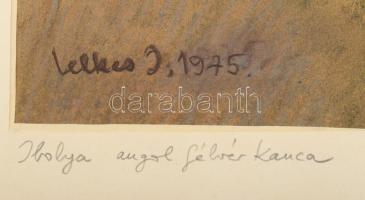 Lelkes I. 1975.
darabanth
Ibolya angol félvér kanca